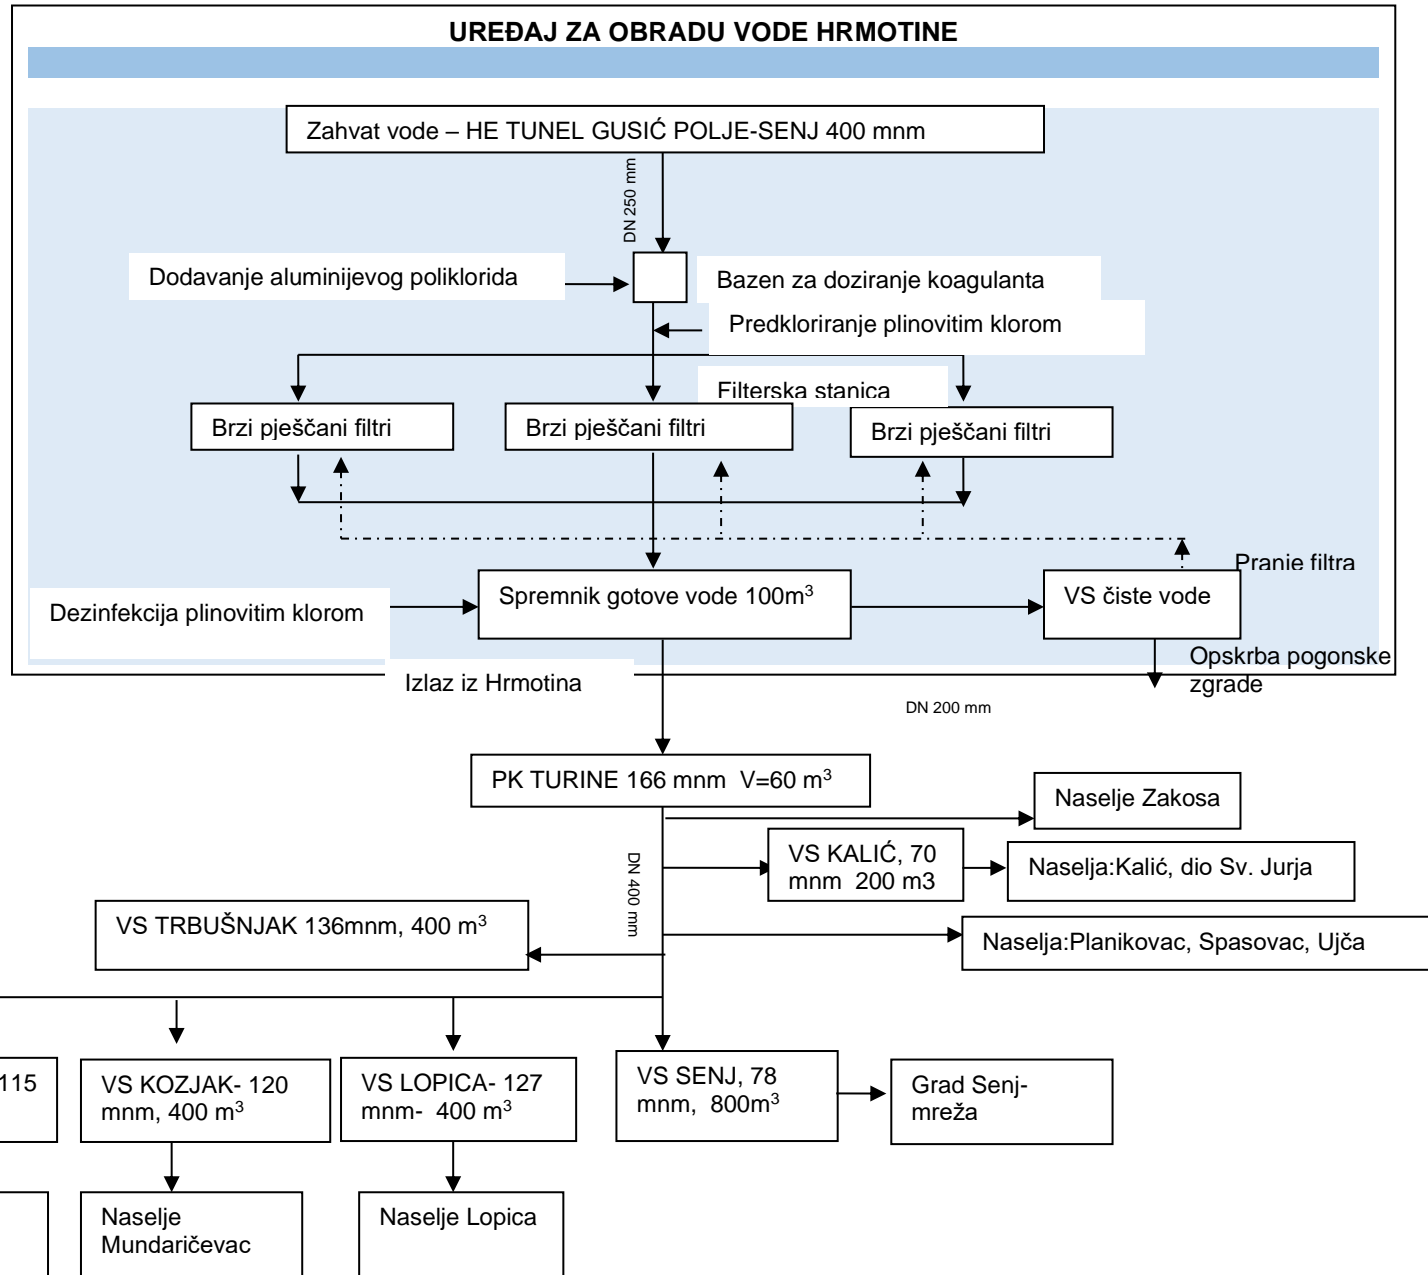 UREĐAJ ZA OBRADU VODE HRMOTINE
Zahvat vode – HE TUNEL GUSIĆ POLJE-SENJ 400 mnm
DN 250 mm
Dodavanje aluminijevog poliklorida
Bazen za doziranje koagulanta
Predkloriranje plinovitim klorom
Filterska stanica
Brzi pješčani filtri
Brzi pješčani filtri
Brzi pješčani filtri
Pranje filtra
Dezinfekcija plinovitim klorom
Spremnik gotove vode 100m³
VS čiste vode
Opskrba pogonske
zgrade
Izlaz iz Hrmotina
DN 200 mm
PK TURINE 166 mnm V=60 m³
Naselje Zakosa
DN 400 mm
VS KALIĆ, 70
mnm 200 m3
Naselja:Kalić, dio Sv. Jurja
VS TRBUŠNJAK 136mnm, 400 m³
Naselja:Planikovac, Spasovac, Ujča
115
VS KOZJAK- 120
mnm, 400 m³
VS LOPICA- 127
mnm- 400 m³
VS SENJ, 78
mnm, 800m³
Grad Senj-
mreža
Naselje
Mundaričevac
Naselje Lopica